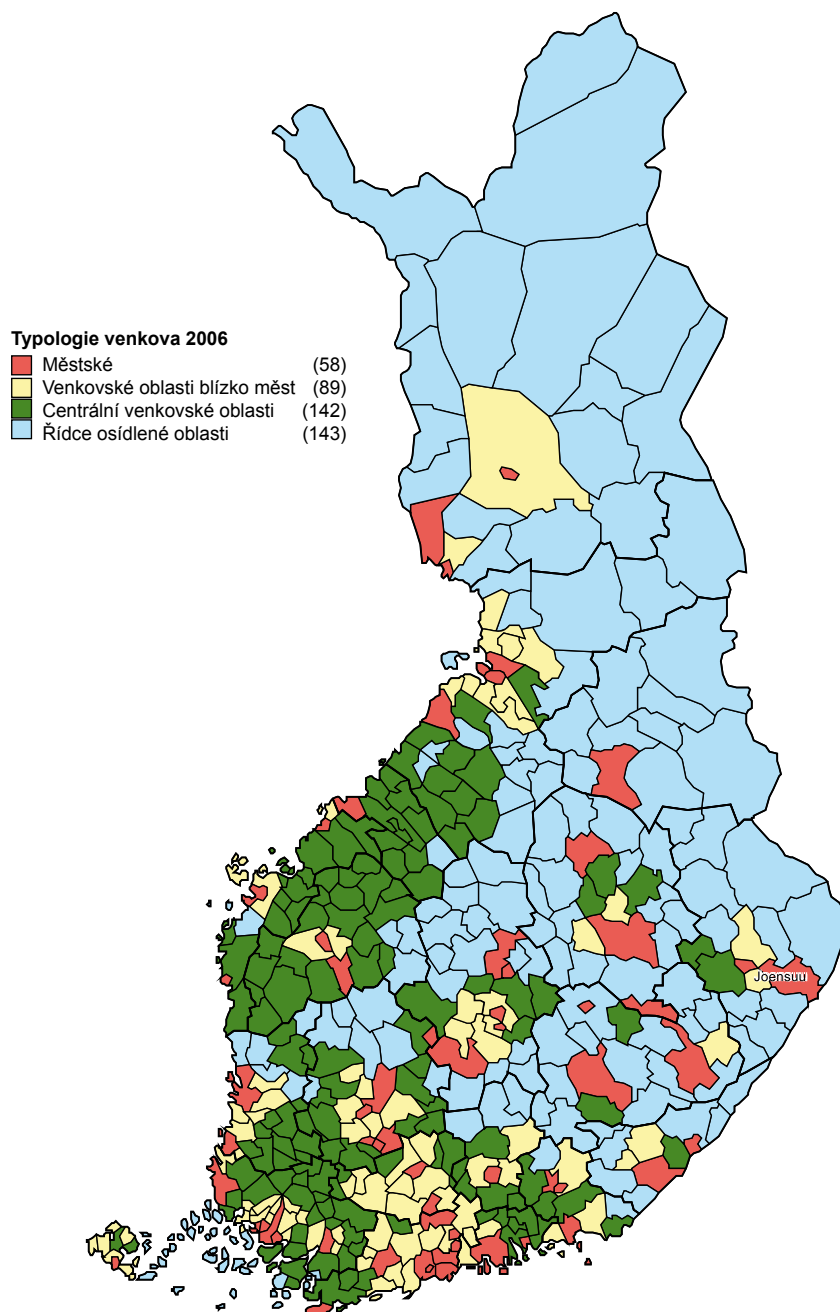 Typologie venkova 2006
Městské (58)
Venkovské oblasti blízko měst (89)
Centrální venkovské oblasti (142)
Řídce osídlené oblasti (143)
Joensuu